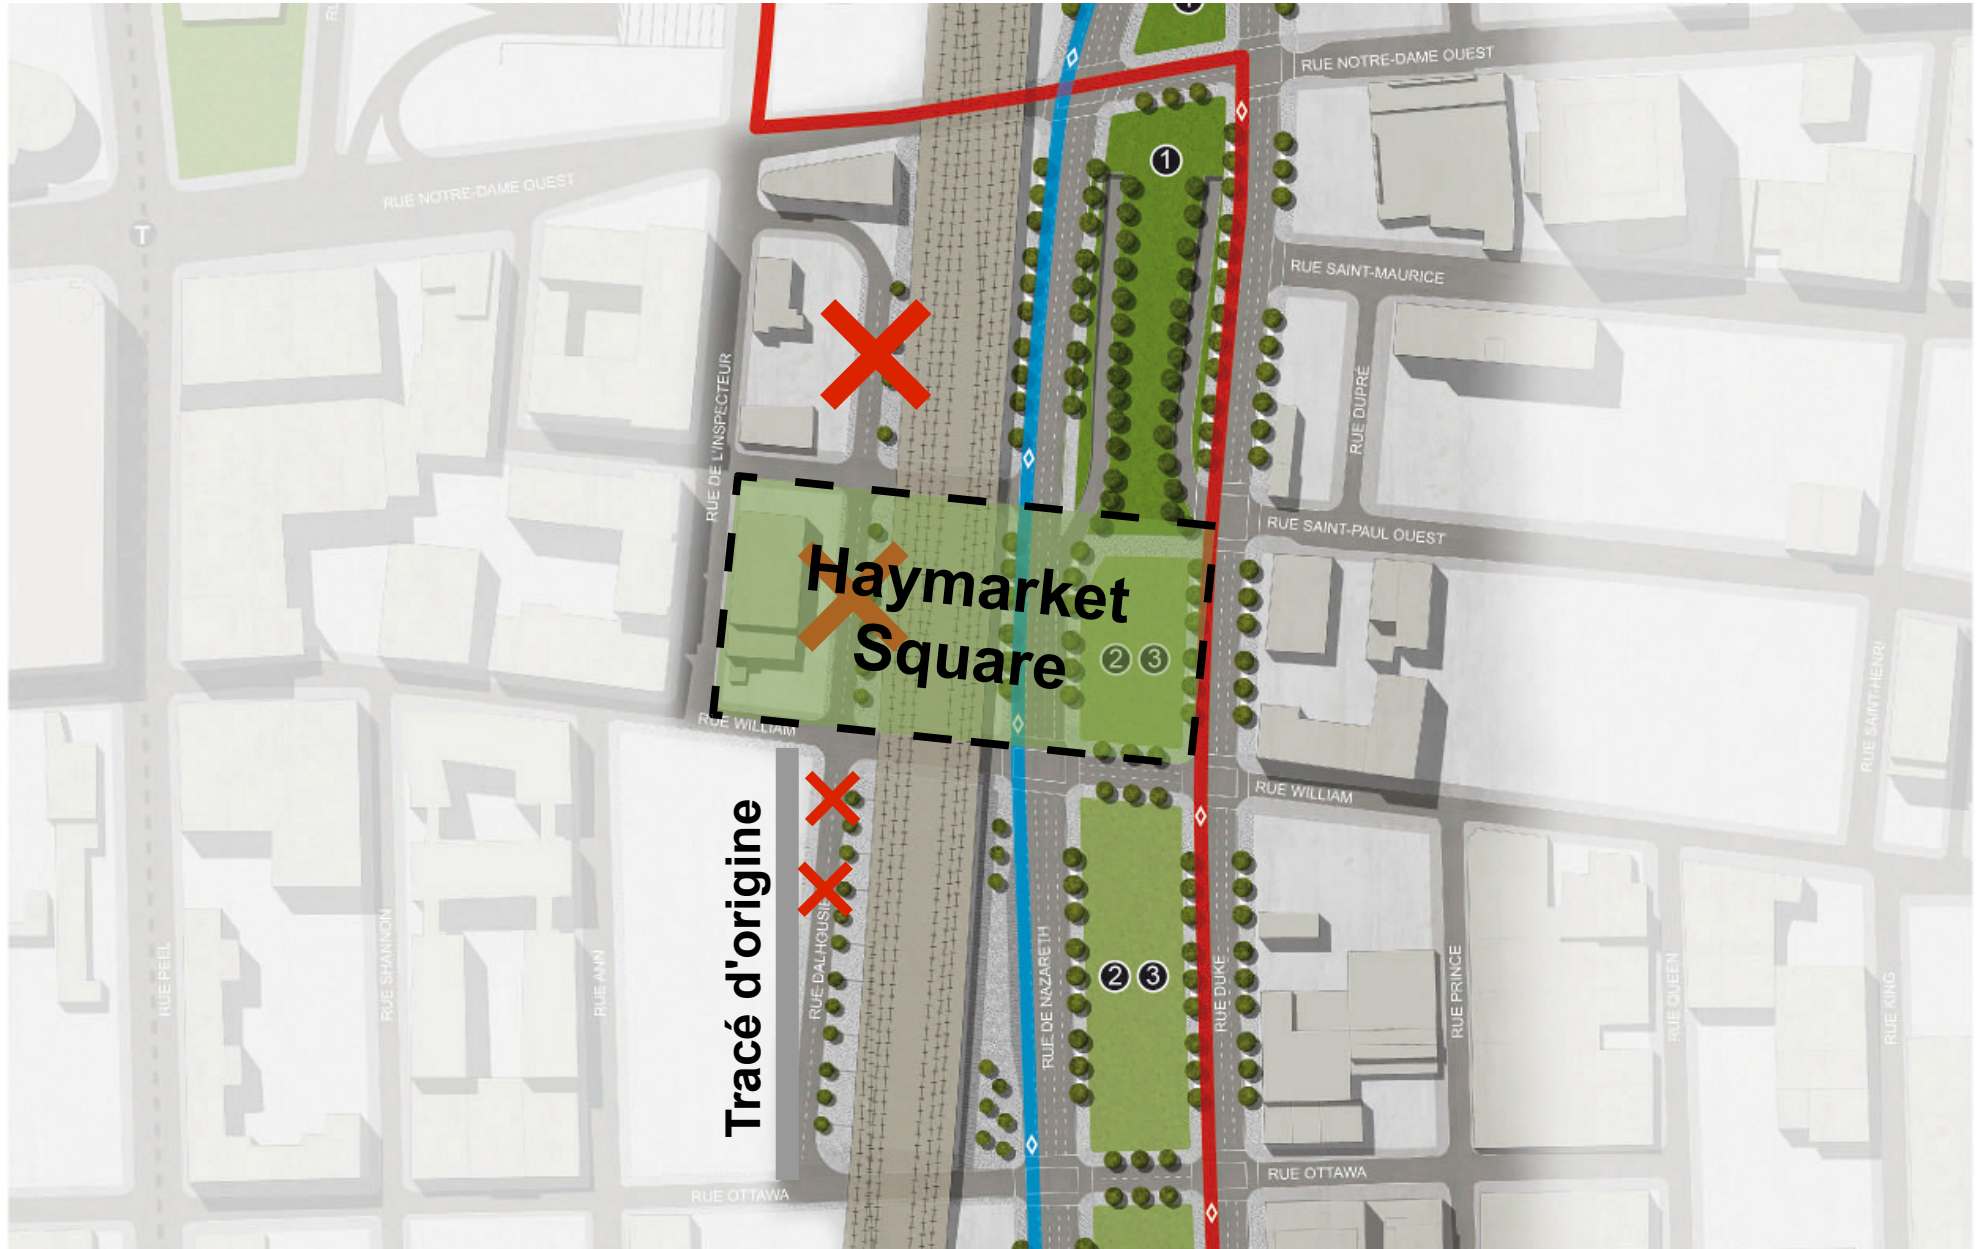 RUE NOTRE-DAME OUEST
1
RUE NOTRE-DAME OUEST
T
RUE SAINT-MAURICE
RUE DE L'INSPECTEUR
RUE DUPRÉ
RUE SAINT-PAUL OUEST
Haymarket
Square
2 3
RUE SAINT-HENRI
RUE WILLIAM
RUE WILLIAM
Tracé d'origine
RUE PEEL
RUE SHANNON
RUE ANN
RUE DALHOUSIE
RUE DE NAZARETH
2 3
RUE DUKE
RUE PRINCE
RUE QUEEN
RUE KING
RUE OTTAWA
RUE OTTAWA